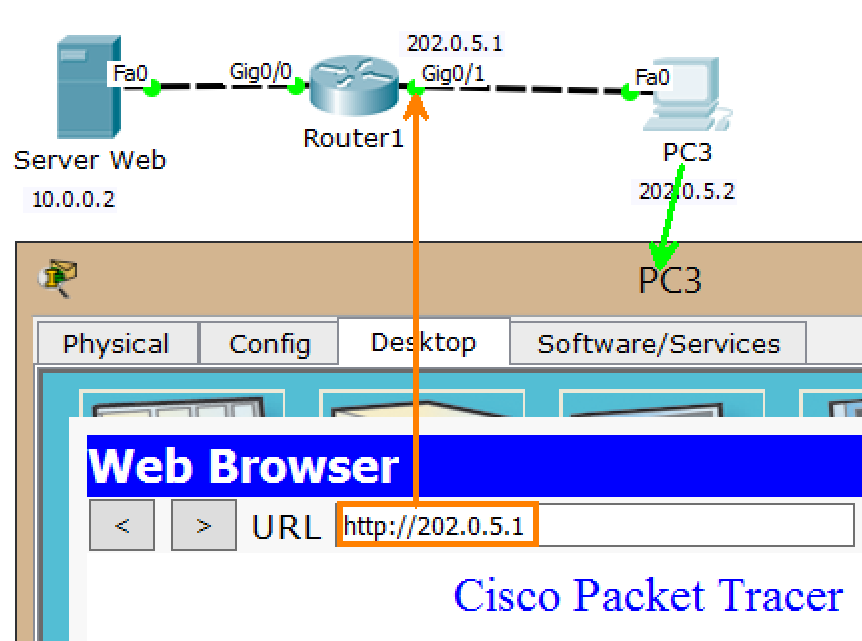 202.0.5.1
Fa0 Gig0/0 Gig0/1 Fa0
Router1
Server Web
PC3
10.0.0.2
202.0.5.2
PC3
Physical Config Desktop Software/Services
Web Browser
< > URL http://202.0.5.1
Cisco Packet Tracer